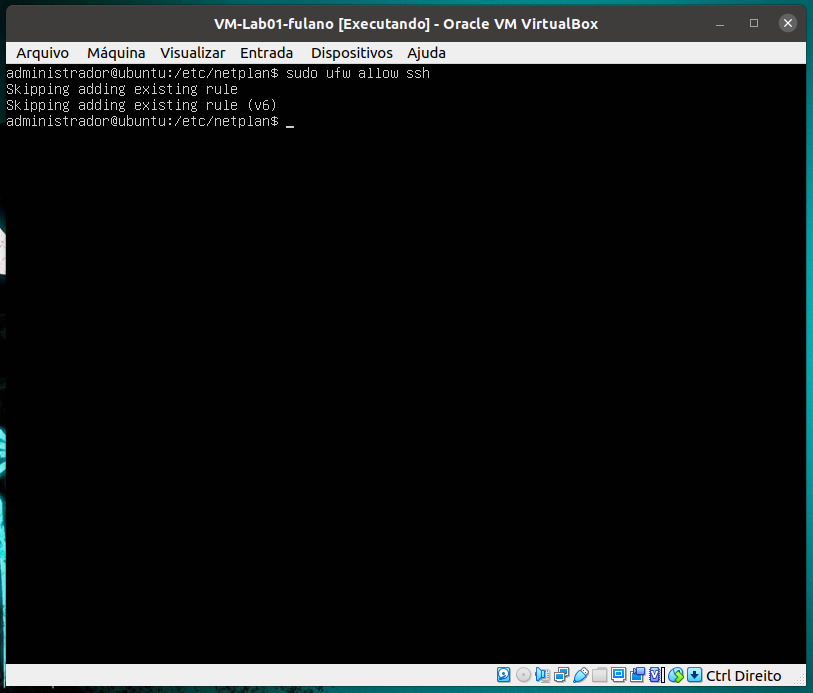 VM-Lab01-fulano [Executando] - Oracle VM VirtualBox
Arquivo Máquina Visualizar Entrada Dispositivos Ajuda
administrador@ubuntu:/etc/netplan$ sudo ufw allow ssh
Skipping adding existing rule
Skipping adding existing rule (v6)
administrador@ubuntu:/etc/netplan$ _
Ctrl Direito